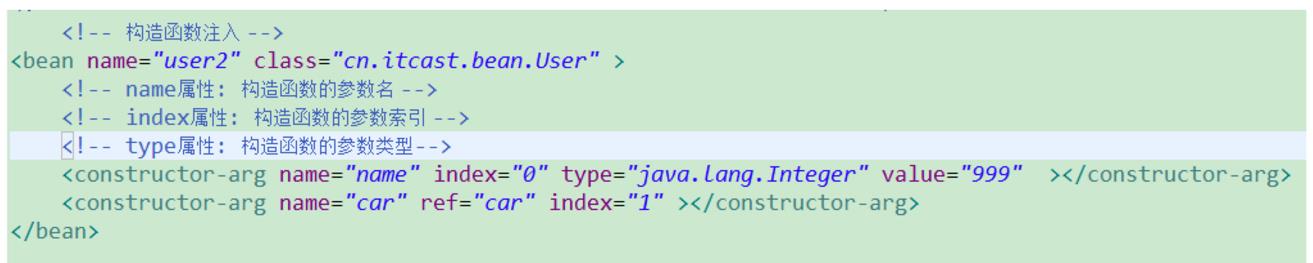 <!-- 构造函数注入 -->
<bean name="user2" class="cn.itcast.bean.User" >
<!-- name属性: 构造函数的参数名 -->
<!-- index属性: 构造函数的参数索引 -->
<!-- type属性: 构造函数的参数类型-->
<constructor-arg name="name" index="0" type="java.lang.Integer" value="999"  ></constructor-arg>
<constructor-arg name="car" ref="car" index="1" ></constructor-arg>
</bean>